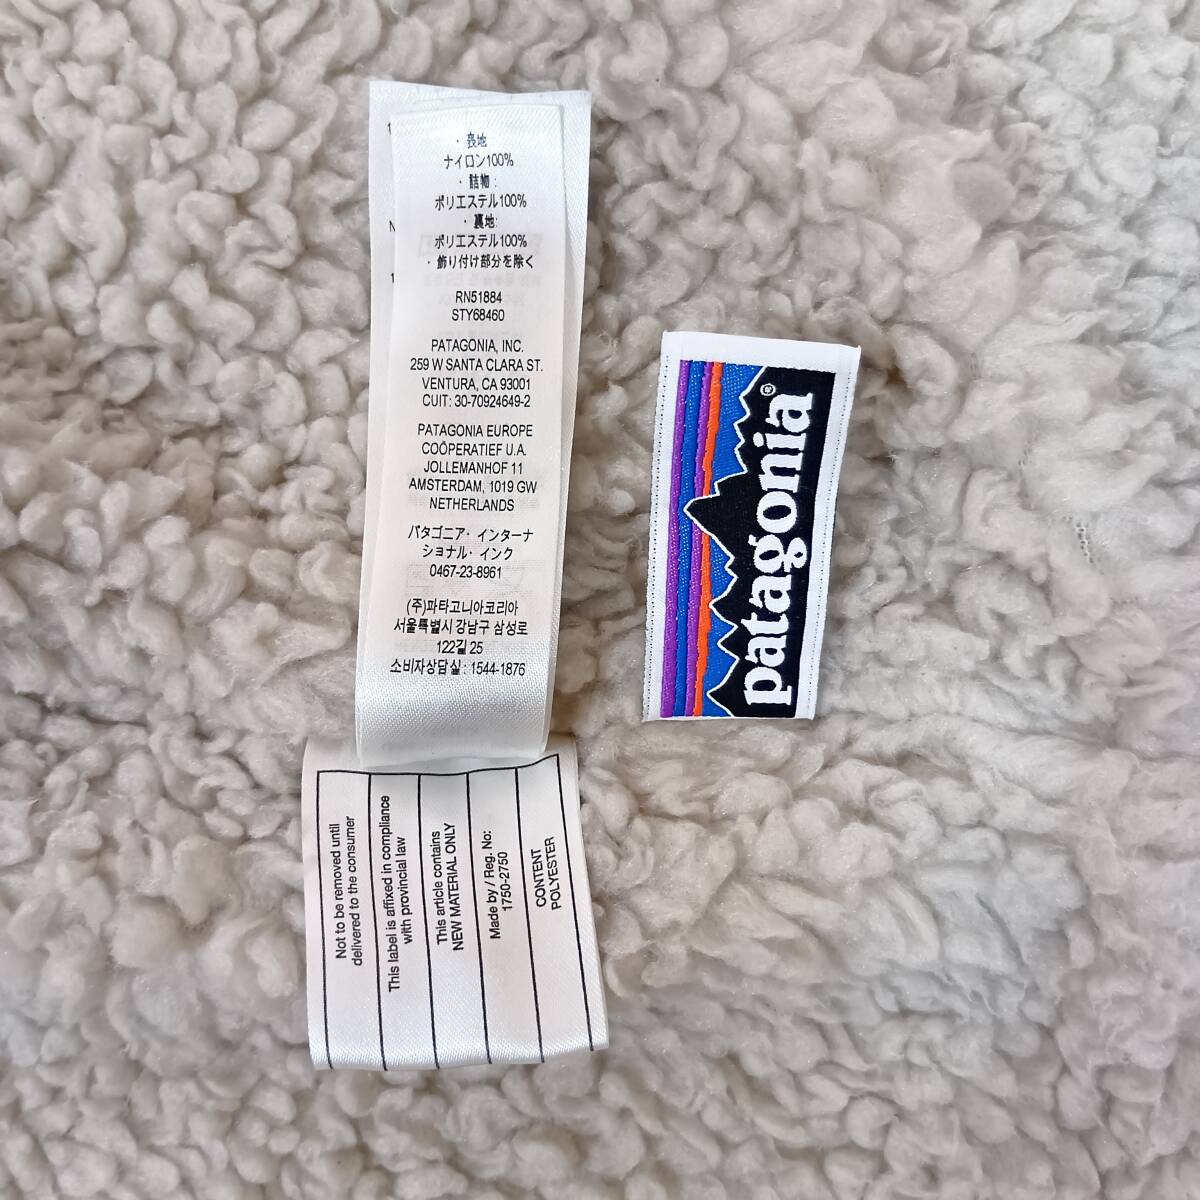 ・表地
ナイロン100%
・詰物:
ポリエステル100%
・裏地:
ポリエステル100%
・飾り付け部分を除く
RN51884
STY68460
PATAGONIA, INC.
259 W SANTA CLARA ST.
VENTURA, CA 93001
CUIT: 30-70924649-2
PATAGONIA EUROPE
COÖPERATIEF U.A.
JOLLEMANHOF 11
AMSTERDAM, 1019 GW
NETHERLANDS
パタゴニア・インターナ
ショナル・インク
0467-23-8961
(주)파타고니아코리아
서울특별시 강남구 삼성로
122길 25
소비자상담실: 1544-1876
patagonia®
Not to be removed until
delivered to the consumer
This label is affixed in compliance
with provincial law
This article contains
NEW MATERIAL ONLY
Made by / Reg. No:
1750-2750
CONTENT
POLYESTER